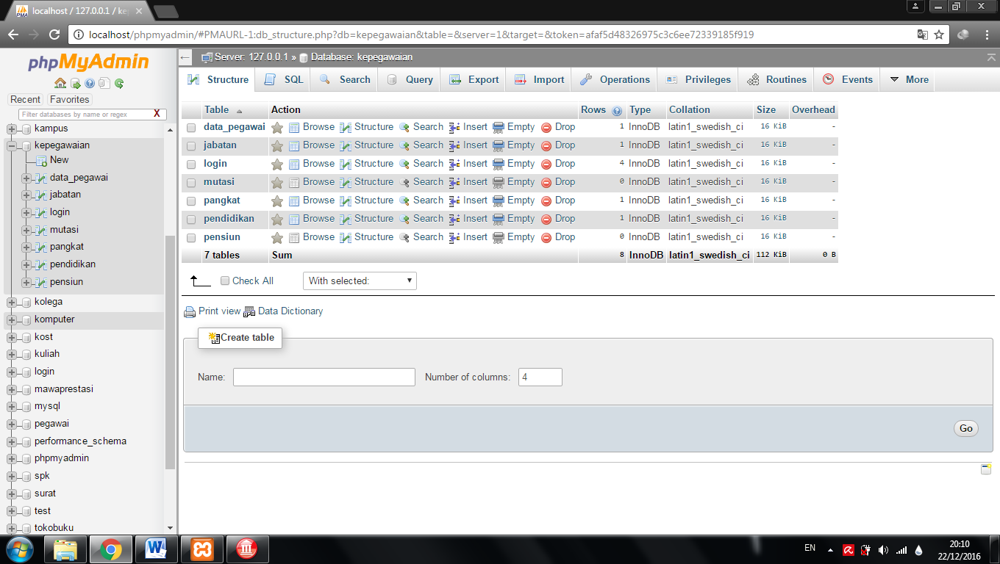 localhost / 127.0.0.1 / ke
localhost/phpmyadmin/#PMAURL-1:db_structure.php?db=kepegawaian&table=&server=1&target=&token=afaf5d48326975c3c6ee72339185f919
phpMyAdmin
Recent Favorites
Filter databases by name or regex X
kampus
kepegawaian
New
data_pegawai
jabatan
login
mutasi
pangkat
pendidikan
pensiun
kolega
komputer
kost
kuliah
login
mawaprestasi
mysql
pegawai
performance_schema
phpmyadmin
spk
surat
test
tokobuku
Server: 127.0.0.1 » Database: kepegawaian
Structure SQL Search Query Export Import Operations Privileges Routines Events More
Table Action Rows Type Collation Size Overhead
data_pegawai Browse Structure Search Insert Empty Drop 1 InnoDB latin1_swedish_ci 16 KiB -
jabatan Browse Structure Search Insert Empty Drop 1 InnoDB latin1_swedish_ci 16 KiB -
login Browse Structure Search Insert Empty Drop 4 InnoDB latin1_swedish_ci 16 KiB -
mutasi Browse Structure Search Insert Empty Drop 0 InnoDB latin1_swedish_ci 16 KiB -
pangkat Browse Structure Search Insert Empty Drop 1 InnoDB latin1_swedish_ci 16 KiB -
pendidikan Browse Structure Search Insert Empty Drop 1 InnoDB latin1_swedish_ci 16 KiB -
pensiun Browse Structure Search Insert Empty Drop 0 InnoDB latin1_swedish_ci 16 KiB -
7 tables Sum 8 InnoDB latin1_swedish_ci 112 KiB 0 B
Check All With selected:
Print view Data Dictionary
Create table
Name: Number of columns: 4
Go
EN 20:10
22/12/2016